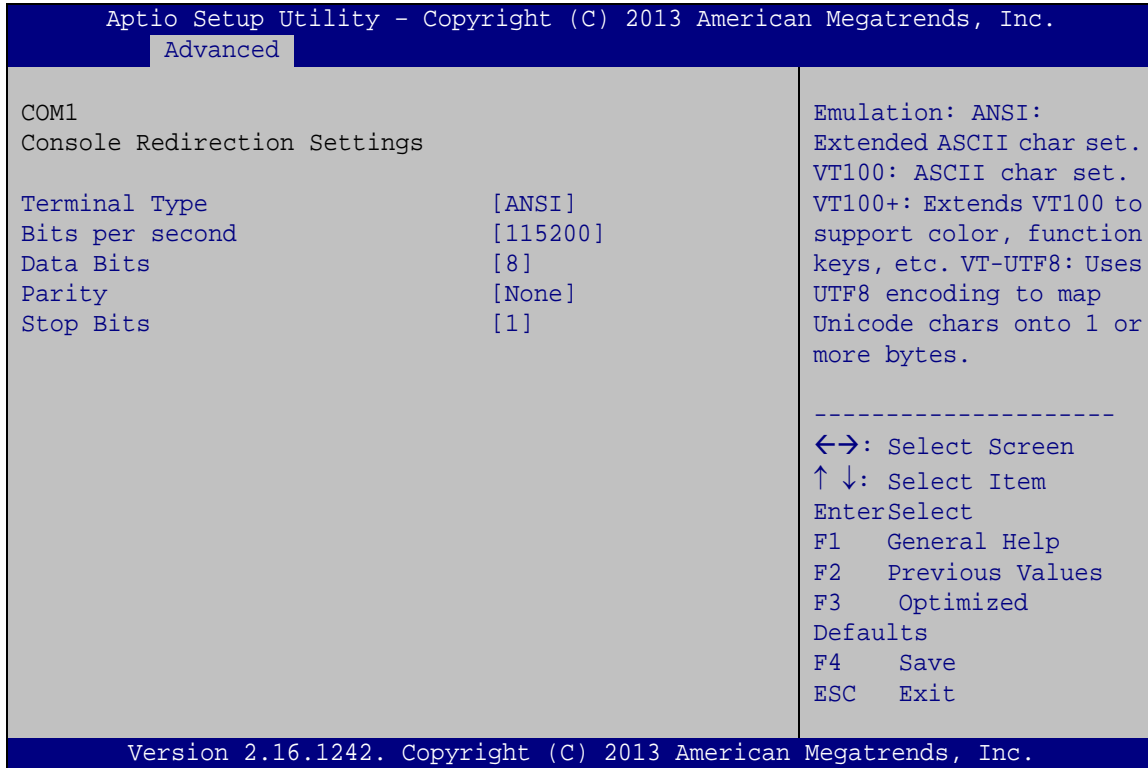 Aptio Setup Utility – Copyright (C) 2013 American Megatrends, Inc.
Advanced
COM1
Console Redirection Settings
Terminal Type [ANSI]
Bits per second [115200]
Data Bits [8]
Parity [None]
Stop Bits [1]
Emulation: ANSI:
Extended ASCII char set.
VT100: ASCII char set.
VT100+: Extends VT100 to
support color, function
keys, etc. VT-UTF8: Uses
UTF8 encoding to map
Unicode chars onto 1 or
more bytes.
---------------------
←→: Select Screen
↑ ↓: Select Item
EnterSelect
F1 General Help
F2 Previous Values
F3 Optimized
Defaults
F4 Save
ESC Exit
Version 2.16.1242. Copyright (C) 2013 American Megatrends, Inc.